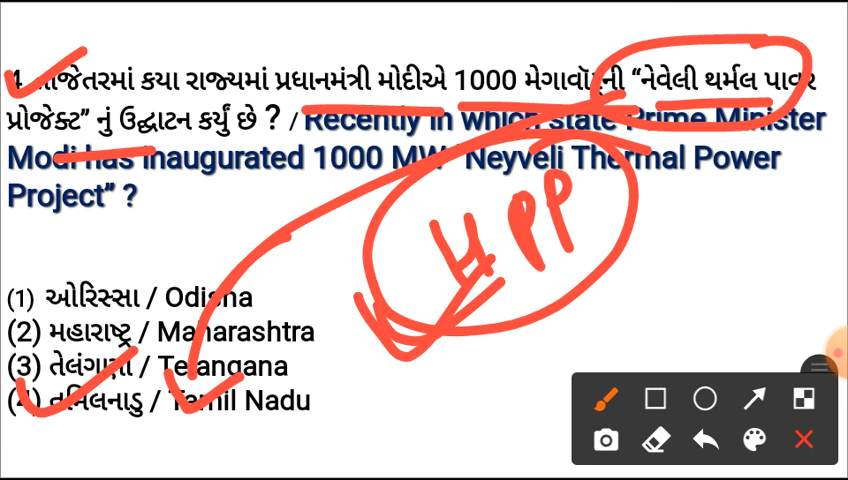 4. તાજેતરમાં કયા રાજ્યમાં પ્રધાનમંત્રી મોદીએ 1000 મેગાવૉટની “નેવેલી થર્મલ પાવર
પ્રોજેક્ટ” નું ઉદ્ઘાટન કર્યું છે ? / Recently in which state Prime Minister
Modi has inaugurated 1000 MW “Neyveli Thermal Power
Project” ?
(1) ઓરિસ્સા / Odisha
(2) મહારાષ્ટ્ર / Maharashtra
(3) તેલંગાણા / Telangana
(4) તમિલનાડુ / Tamil Nadu